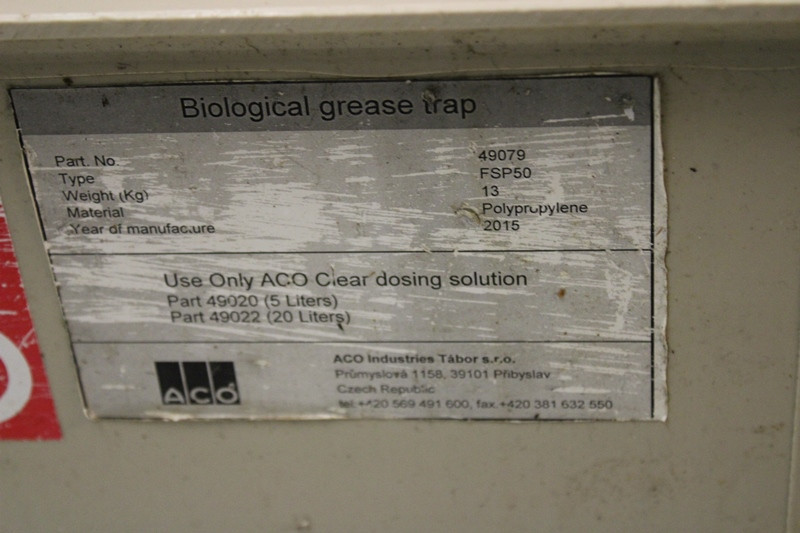 Biological grease trap
Part. No. 49079
Type FSP50
Weight (Kg) 13
Material Polypropylene
Year of manufacture 2015
Use Only ACO Clear dosing solution
Part 49020 (5 Liters)
Part 49022 (20 Liters)
ACO
ACO Industries Tábor s.r.o.
Průmyslová 1158, 39101 Přibyslav
Czech Republic
tel.+420 569 491 600, fax.+420 381 632 550